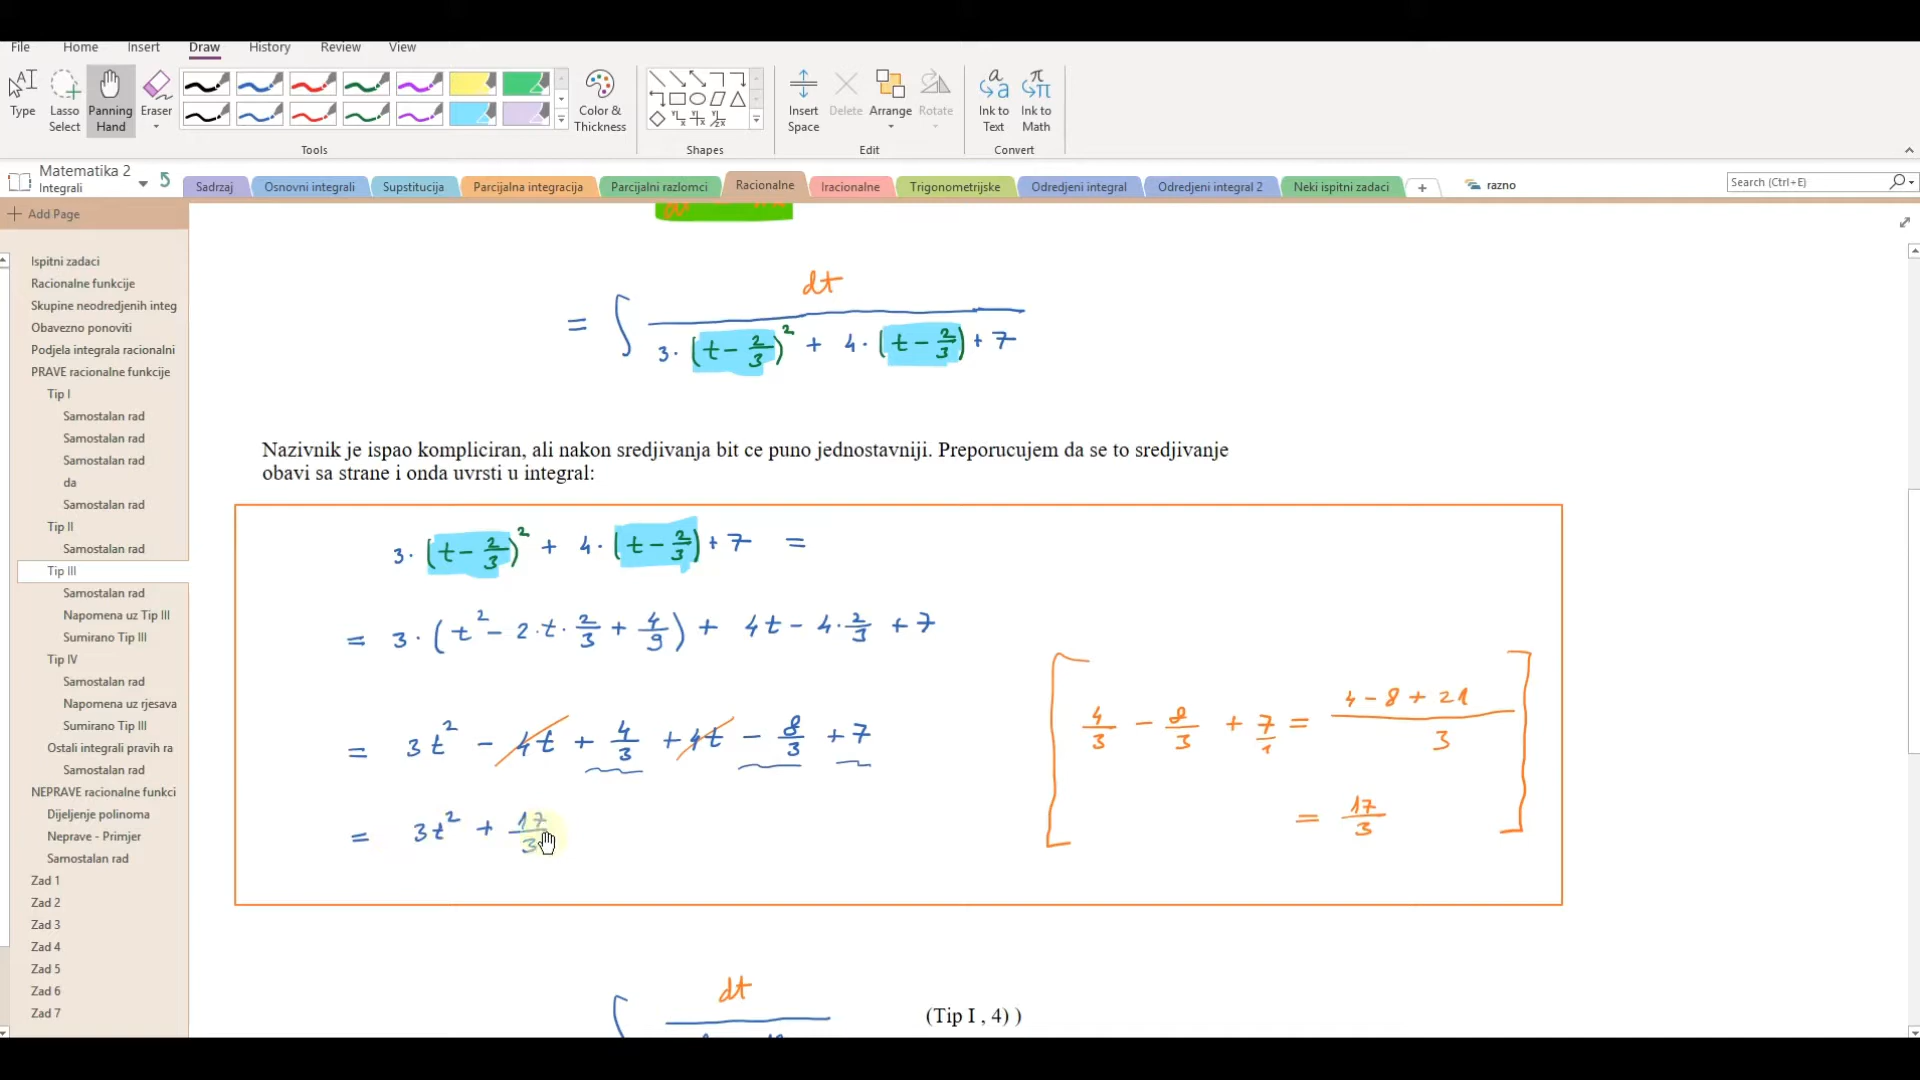 File Home Insert Draw History Review View
Type Lasso Select Panning Hand Eraser Color & Thickness Insert Space Delete Arrange Rotate Ink to Text Ink to Math
Tools Shapes Edit Convert
Matematika 2
Integrali
Sadrzaj Osnovni integrali Supstitucija Parcijalna integracija Parcijalni razlomci Racionalne Iracionalne Trigonometrijske Odredjeni integral Odredjeni integral 2 Neki ispitni zadaci + razno Search (Ctrl+E)
Add Page
Ispitni zadaci
Racionalne funkcije
Skupine neodredjenih integ
Obavezno ponoviti
Podjela integrala racionalni
PRAVE racionalne funkcije
Tip I
Samostalan rad
Samostalan rad
Samostalan rad
da
Samostalan rad
Tip II
Samostalan rad
Tip III
Samostalan rad
Napomena uz Tip III
Sumirano Tip III
Tip IV
Samostalan rad
Napomena uz rjesava
Sumirano Tip III
Ostali integrali pravih ra
Samostalan rad
NEPRAVE racionalne funkci
Dijeljenje polinoma
Neprave - Primjer
Samostalan rad
Zad 1
Zad 2
Zad 3
Zad 4
Zad 5
Zad 6
Zad 7
= ∫ dt / (3·(t - 2/3)² + 4·(t - 2/3) + 7)
Nazivnik je ispao kompliciran, ali nakon sredjivanja bit ce puno jednostavniji. Preporucujem da se to sredjivanje
obavi sa strane i onda uvrsti u integral:
3·(t - 2/3)² + 4·(t - 2/3) + 7 =
= 3·(t² - 2·t·2/3 + 4/9) + 4t - 4·2/3 + 7
= 3t² - 4t + 4/3 + 4t - 8/3 + 7
= 3t² + 17/3
[4/3 - 8/3 + 7/1 = (4 - 8 + 21)/3
= 17/3]
∫ dt
(Tip I , 4) )